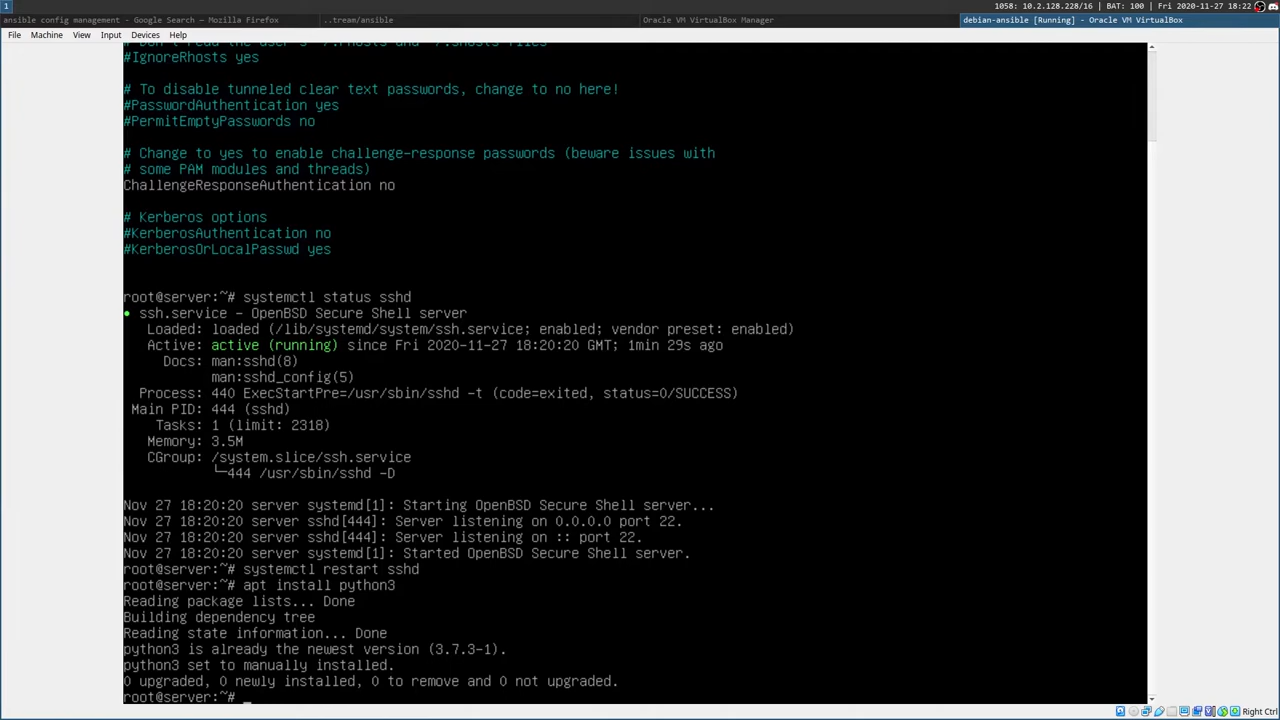 1
1058: 10.2.128.228/16 | BAT: 100 | Fri 2020-11-27 18:22
ansible config management - Google Search — Mozilla Firefox
..tream/ansible
Oracle VM VirtualBox Manager
debian-ansible [Running] - Oracle VM VirtualBox
File Machine View Input Devices Help
#IgnoreRhosts yes
# To disable tunneled clear text passwords, change to no here!
#PasswordAuthentication yes
#PermitEmptyPasswords no
# Change to yes to enable challenge-response passwords (beware issues with
# some PAM modules and threads)
ChallengeResponseAuthentication no
# Kerberos options
#KerberosAuthentication no
#KerberosOrLocalPasswd yes
root@server:~# systemctl status sshd
● ssh.service - OpenBSD Secure Shell server
Loaded: loaded (/lib/systemd/system/ssh.service; enabled; vendor preset: enabled)
Active: active (running) since Fri 2020-11-27 18:20:20 GMT; 1min 29s ago
Docs: man:sshd(8)
man:sshd_config(5)
Process: 440 ExecStartPre=/usr/sbin/sshd -t (code=exited, status=0/SUCCESS)
Main PID: 444 (sshd)
Tasks: 1 (limit: 2318)
Memory: 3.5M
CGroup: /system.slice/ssh.service
└─444 /usr/sbin/sshd -D
Nov 27 18:20:20 server systemd[1]: Starting OpenBSD Secure Shell server...
Nov 27 18:20:20 server sshd[444]: Server listening on 0.0.0.0 port 22.
Nov 27 18:20:20 server sshd[444]: Server listening on :: port 22.
Nov 27 18:20:20 server systemd[1]: Started OpenBSD Secure Shell server.
root@server:~# systemctl restart sshd
root@server:~# apt install python3
Reading package lists... Done
Building dependency tree
Reading state information... Done
python3 is already the newest version (3.7.3-1).
python3 set to manually installed.
0 upgraded, 0 newly installed, 0 to remove and 0 not upgraded.
root@server:~# _
Right Ctrl